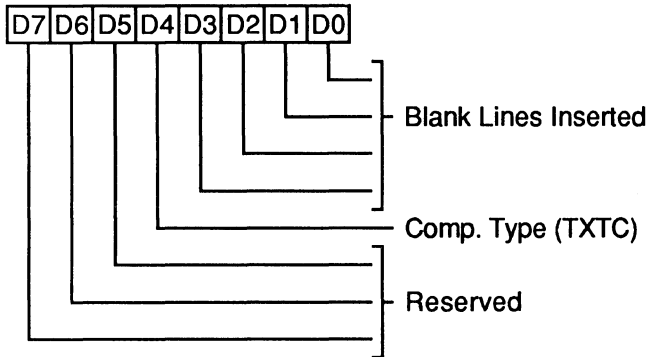 D7 D6 D5 D4 D3 D2 D1 D0
Blank Lines Inserted
Comp. Type (TXTC)
Reserved